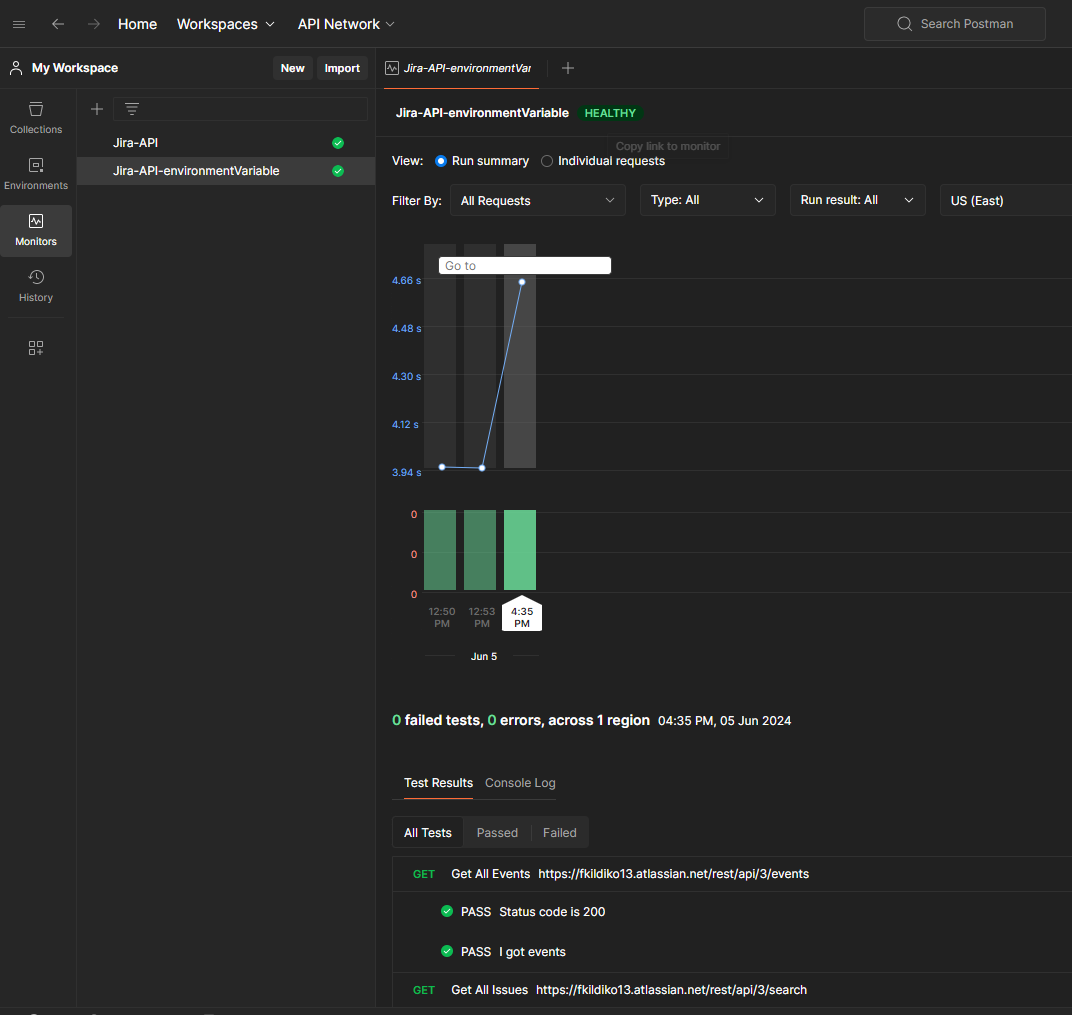 Home Workspaces API Network Search Postman
My Workspace New Import Jira-API-environmentVar
Collections
Environments
Monitors
History
Jira-API
Jira-API-environmentVariable
Jira-API-environmentVariable HEALTHY
Copy link to monitor
View: Run summary Individual requests
Filter By: All Requests Type: All Run result: All US (East)
Go to
4.66 s
4.48 s
4.30 s
4.12 s
3.94 s
0
0
0
12:50 PM 12:53 PM 4:35 PM
Jun 5
0 failed tests, 0 errors, across 1 region 04:35 PM, 05 Jun 2024
Test Results Console Log
All Tests Passed Failed
GET Get All Events https://fkildiko13.atlassian.net/rest/api/3/events
PASS Status code is 200
PASS I got events
GET Get All Issues https://fkildiko13.atlassian.net/rest/api/3/search